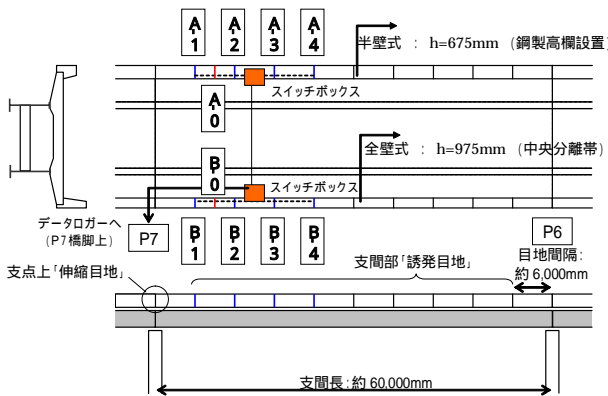 A-1 A-2 A-3 A-4
半壁式 : h=675mm (鋼製高欄設置)
スイッチボックス
A-0
全壁式 : h=975mm (中央分離帯)
B-0
スイッチボックス
データロガーへ
(P7橋脚上)
P7
B-1 B-2 B-3 B-4
P6
目地間隔:
約 6,000mm
支点上「伸縮目地」
支間部「誘発目地」
支間長:約 60,000mm